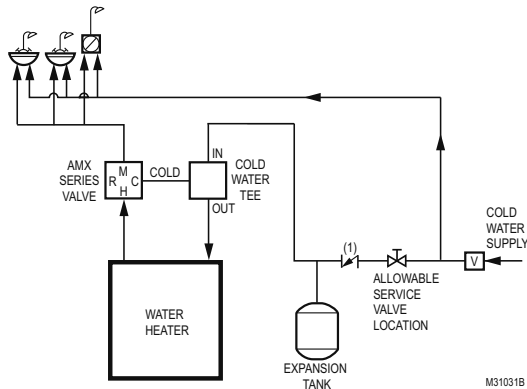 AMX
SERIES
VALVE
M
R
C
H
COLD
IN
COLD
WATER
TEE
OUT
(1)
ALLOWABLE
SERVICE
VALVE
LOCATION
COLD
WATER
SUPPLY
V
WATER
HEATER
EXPANSION
TANK
M31031B